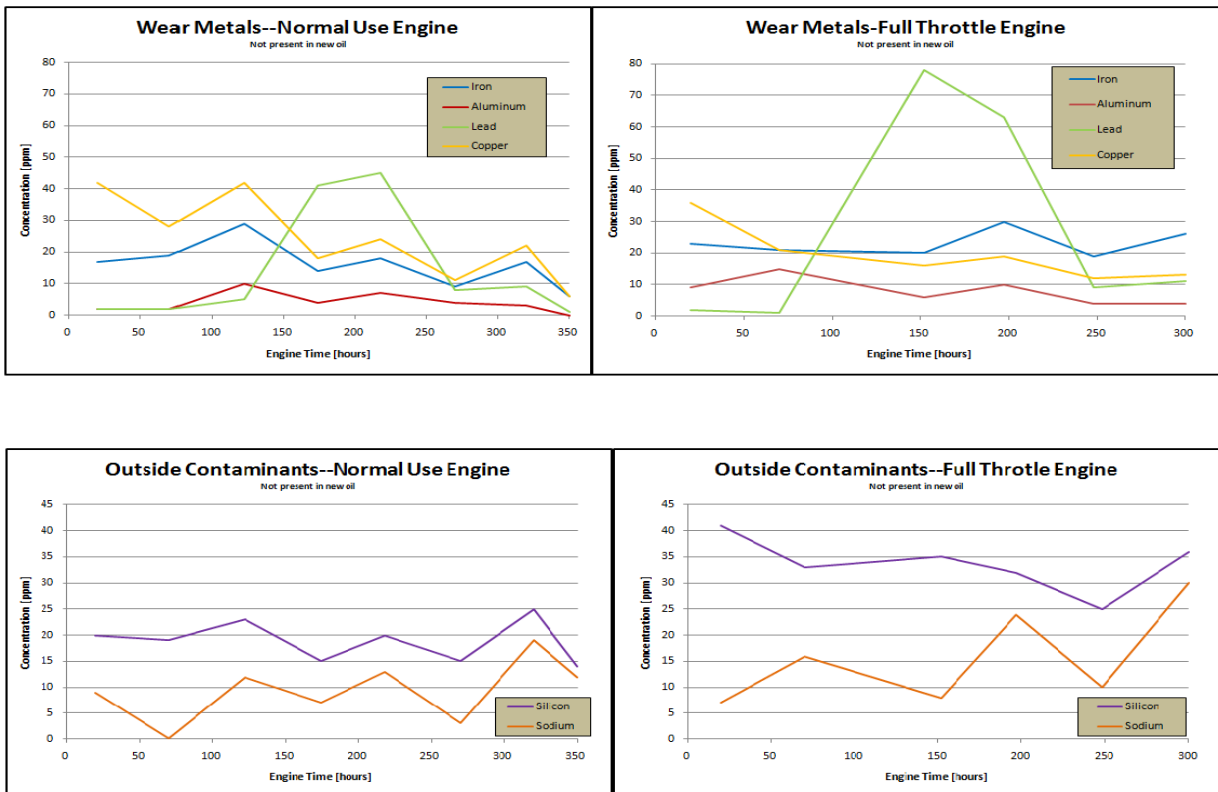 Wear Metals--Normal Use Engine
Not present in new oil
80
70
60
50
40
30
20
10
0
Concentration [ppm]
Iron
Aluminum
Lead
Copper
0 50 100 150 200 250 300 350
Engine Time [hours]
Wear Metals-Full Throttle Engine
Not present in new oil
80
70
60
50
40
30
20
10
0
Concentration [ppm]
Iron
Aluminum
Lead
Copper
0 50 100 150 200 250 300
Engine Time [hours]
Outside Contaminants--Normal Use Engine
Not present in new oil
45
40
35
30
25
20
15
10
5
0
Concentration [ppm]
Silicon
Sodium
0 50 100 150 200 250 300 350
Engine Time [hours]
Outside Contaminants--Full Throtle Engine
Not present in new oil
45
40
35
30
25
20
15
10
5
0
Concentration [ppm]
Silicon
Sodium
0 50 100 150 200 250 300
Engine Time [hours]